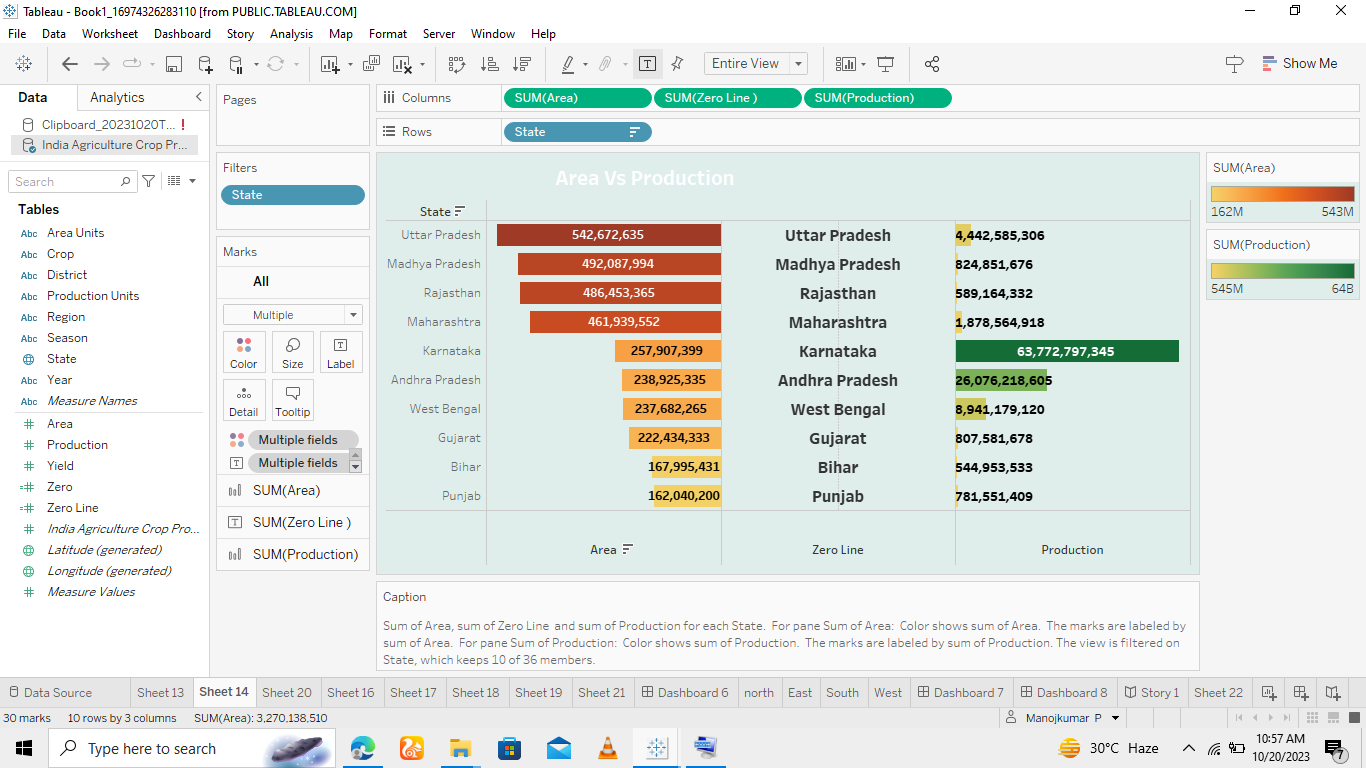 Tableau - Book1_16974326283110 [from PUBLIC.TABLEAU.COM]
File Data Worksheet Dashboard Story Analysis Map Format Server Window Help
Entire View
Show Me
Data Analytics
Clipboard_20231020T... !
India Agriculture Crop Pr...
Search
Tables
Abc Area Units
Abc Crop
Abc District
Abc Production Units
Abc Region
Abc Season
State
Abc Year
Abc Measure Names
Area
Production
Yield
Zero
Zero Line
India Agriculture Crop Pro...
Latitude (generated)
Longitude (generated)
Measure Values
Pages
Filters
State
Marks
All
Multiple
Color Size Label
Detail Tooltip
Multiple fields
Multiple fields
SUM(Area)
SUM(Zero Line )
SUM(Production)
Columns SUM(Area) SUM(Zero Line ) SUM(Production)
Rows State
Area Vs Production
State
Uttar Pradesh 542,672,635 Uttar Pradesh 4,442,585,306
Madhya Pradesh 492,087,994 Madhya Pradesh 824,851,676
Rajasthan 486,453,365 Rajasthan 589,164,332
Maharashtra 461,939,552 Maharashtra 1,878,564,918
Karnataka 257,907,399 Karnataka 63,772,797,345
Andhra Pradesh 238,925,335 Andhra Pradesh 26,076,218,605
West Bengal 237,682,265 West Bengal 8,941,179,120
Gujarat 222,434,333 Gujarat 807,581,678
Bihar 167,995,431 Bihar 544,953,533
Punjab 162,040,200 Punjab 781,551,409
Area Zero Line Production
Caption
Sum of Area, sum of Zero Line and sum of Production for each State. For pane Sum of Area: Color shows sum of Area. The marks are labeled by
sum of Area. For pane Sum of Production: Color shows sum of Production. The marks are labeled by sum of Production. The view is filtered on
State, which keeps 10 of 36 members.
SUM(Area)
162M 543M
SUM(Production)
545M 64B
Data Source Sheet 13 Sheet 14 Sheet 20 Sheet 16 Sheet 17 Sheet 18 Sheet 19 Sheet 21 Dashboard 6 north East South West Dashboard 7 Dashboard 8 Story 1 Sheet 22
30 marks 10 rows by 3 columns SUM(Area): 3,270,138,510 Manojkumar P
Type here to search
30°C Haze
10:57 AM
10/20/2023
7